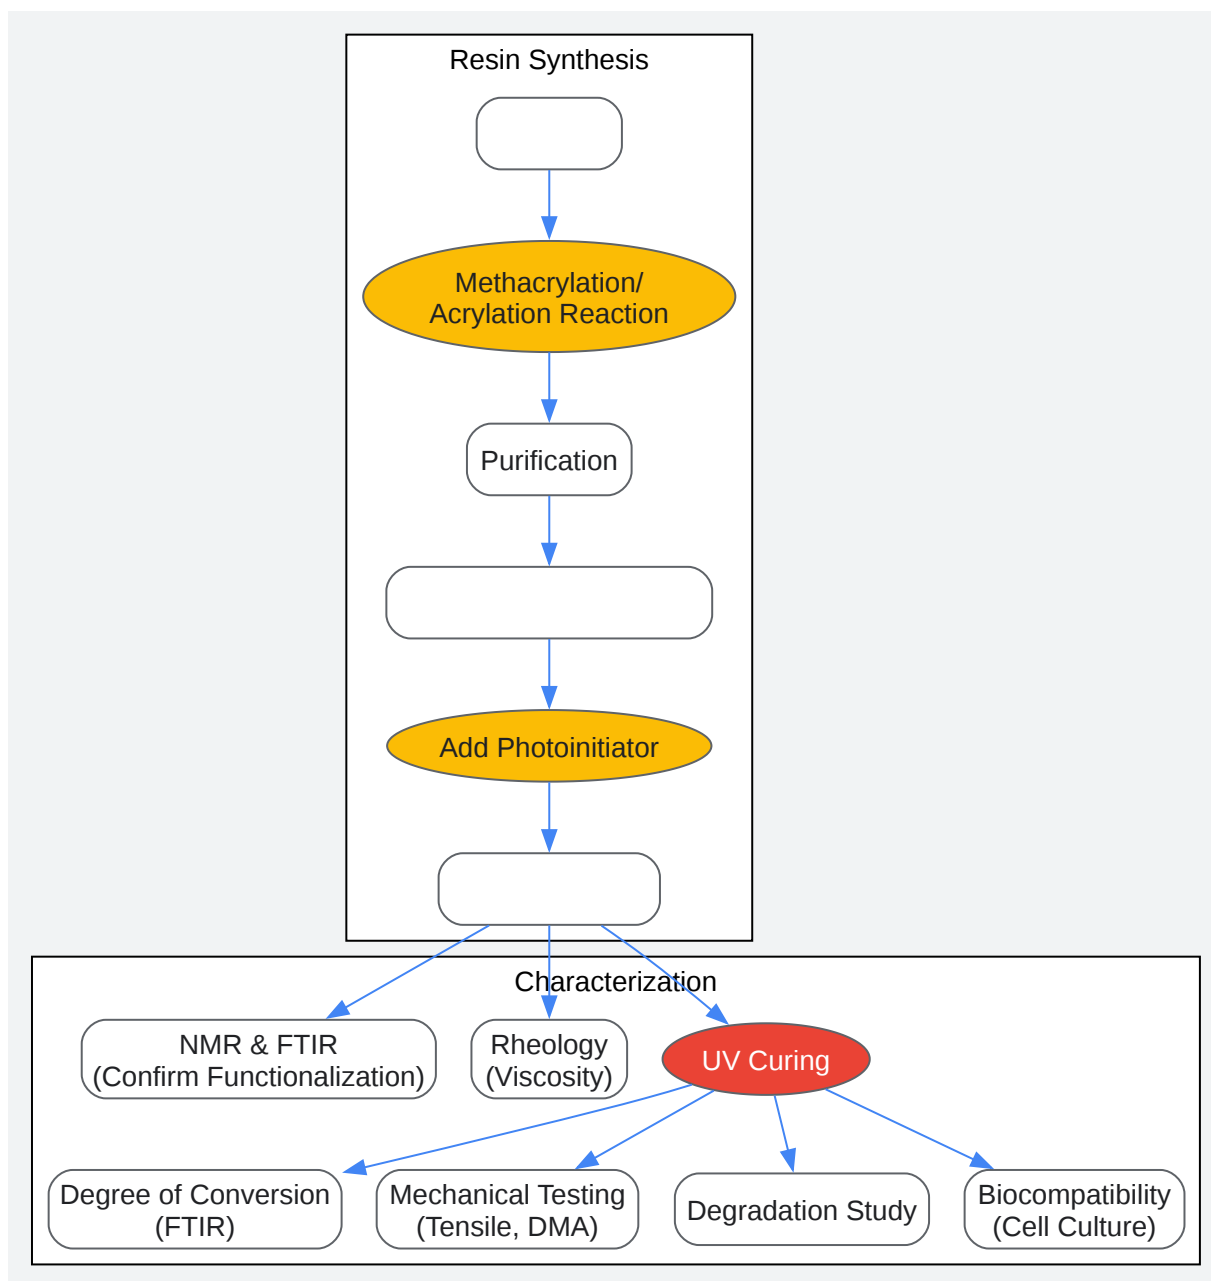 Resin Synthesis
Methacrylation/
Acrylation Reaction
Purification
Add Photoinitiator
Characterization
NMR & FTIR
(Confirm Functionalization)
Rheology
(Viscosity)
UV Curing
Degree of Conversion
(FTIR)
Mechanical Testing
(Tensile, DMA)
Degradation Study
Biocompatibility
(Cell Culture)